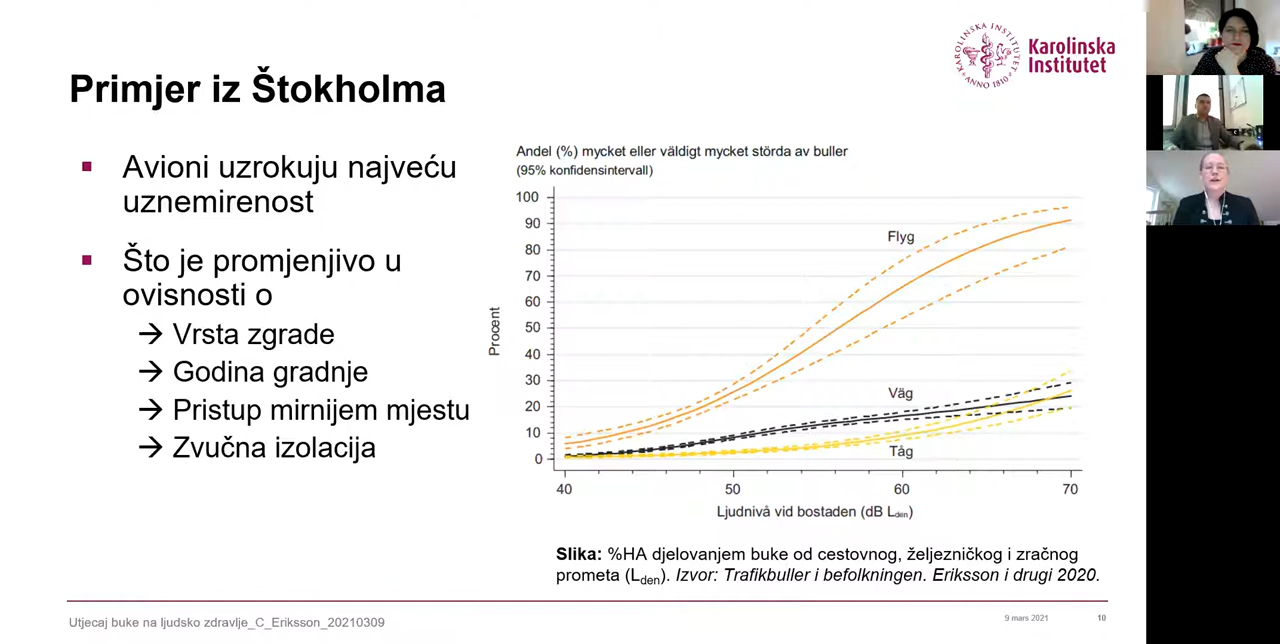 KAROLINSKA INSTITUTET
ANNO 1810
Karolinska
Institutet
Primjer iz Štokholma
Avioni uzrokuju najveću
uznemirenost
Što je promjenjivo u
ovisnosti o
→ Vrsta zgrade
→ Godina gradnje
→ Pristup mirnijem mjestu
→ Zvučna izolacija
Andel (%) mycket eller väldigt mycket störda av buller
(95% konfidensintervall)
100
90
80
70
60
50
40
30
20
10
0
Procent
Flyg
Väg
Tåg
40 50 60 70
Ljudnivå vid bostaden (dB Lden)
Slika: %HA djelovanjem buke od cestovnog, željezničkog i zračnog
prometa (Lden). Izvor: Trafikbuller i befolkningen. Eriksson i drugi 2020.
Utjecaj buke na ljudsko zdravlje_C_Eriksson_20210309
9 mars 2021
10